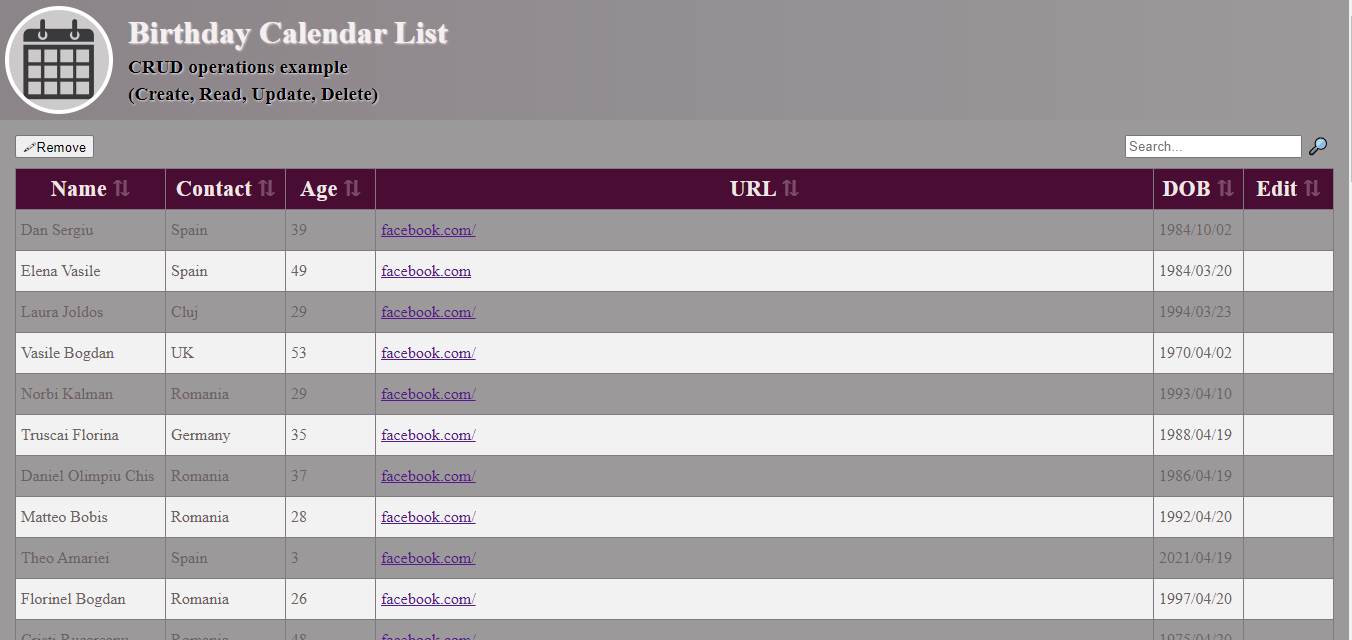 Birthday Calendar List
CRUD operations example
(Create, Read, Update, Delete)
Remove
Search...
Name Contact Age URL DOB Edit
Dan Sergiu Spain 39 facebook.com/ 1984/10/02
Elena Vasile Spain 49 facebook.com 1984/03/20
Laura Joldos Cluj 29 facebook.com/ 1994/03/23
Vasile Bogdan UK 53 facebook.com/ 1970/04/02
Norbi Kalman Romania 29 facebook.com/ 1993/04/10
Truscai Florina Germany 35 facebook.com/ 1988/04/19
Daniel Olimpiu Chis Romania 37 facebook.com/ 1986/04/19
Matteo Bobis Romania 28 facebook.com/ 1992/04/20
Theo Amariei Spain 3 facebook.com/ 2021/04/19
Florinel Bogdan Romania 26 facebook.com/ 1997/04/20
Cristi Romania 48 facebook.com/ 1975/04/20